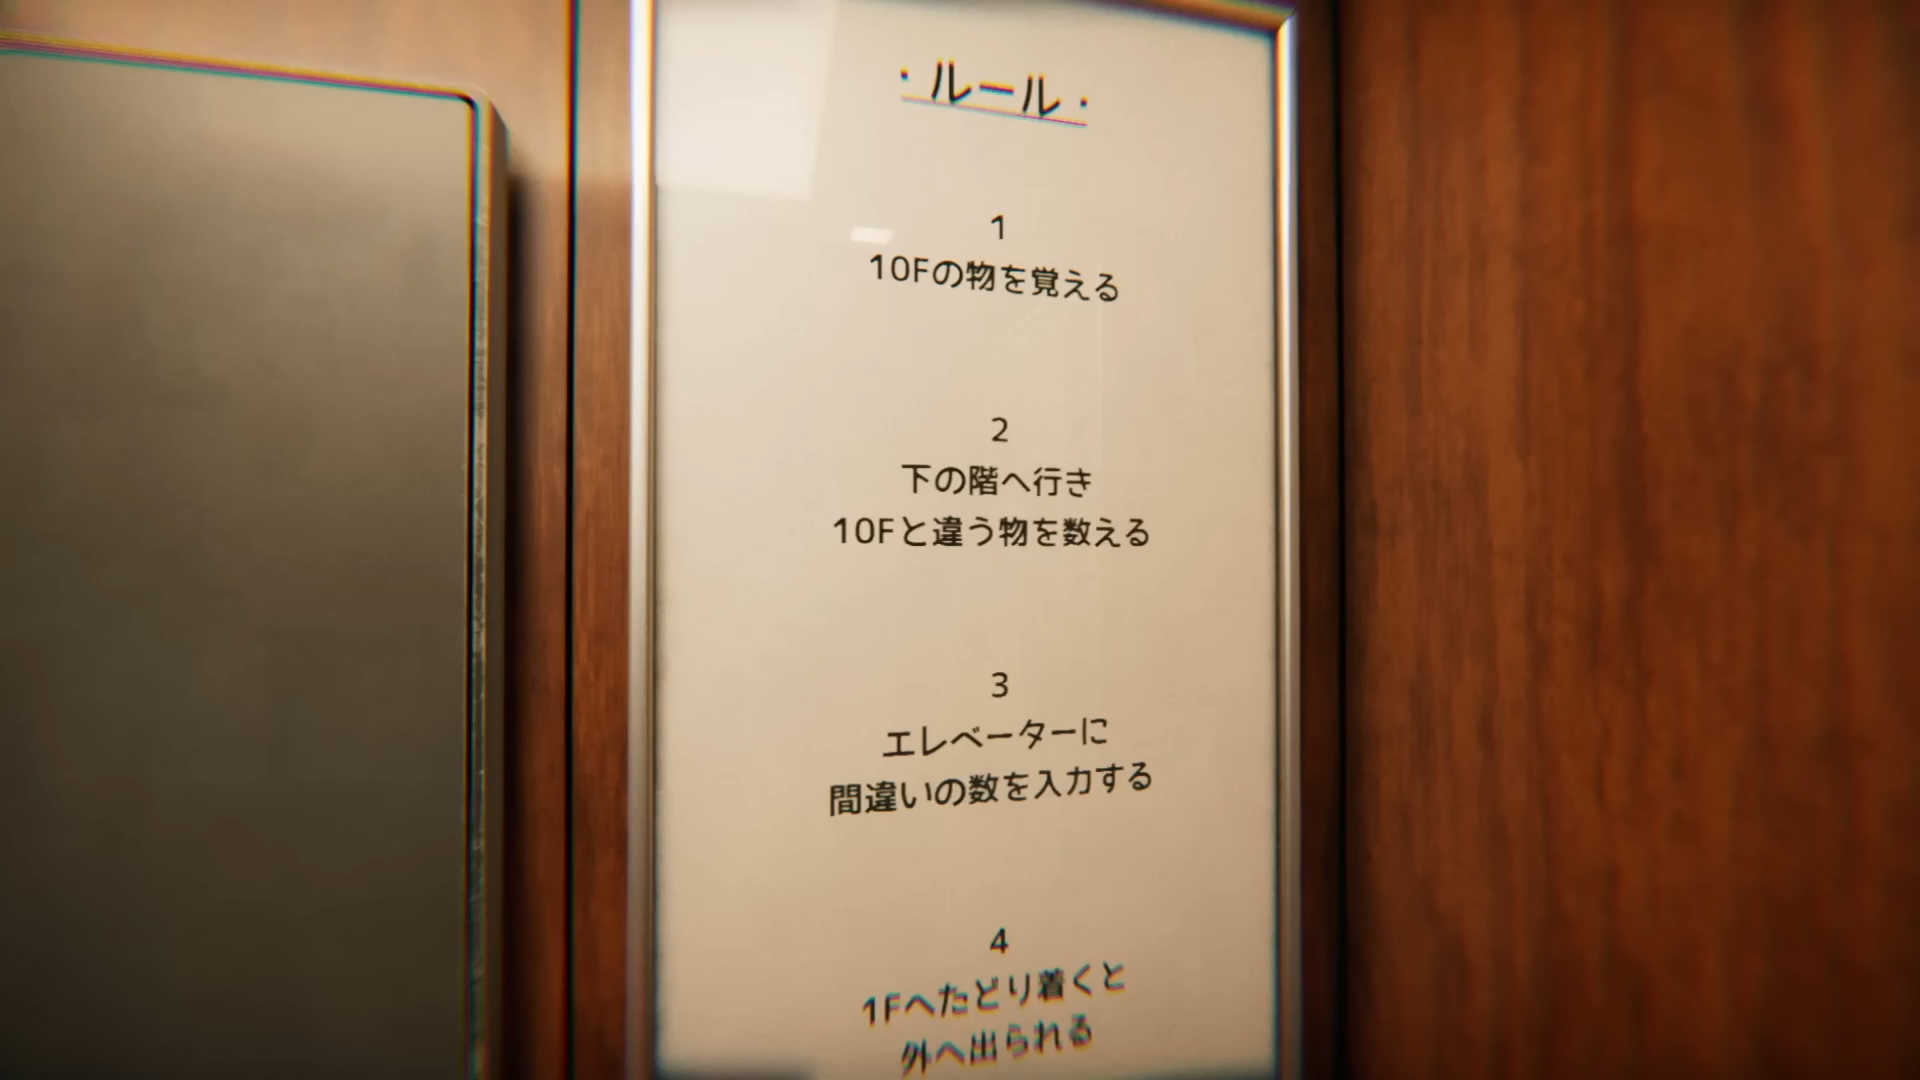 ・ルール・
1
10Fの物を覚える
2
下の階へ行き
10Fと違う物を数える
3
エレベーターに
間違いの数を入力する
4
1Fへたどり着くと
外へ出られる